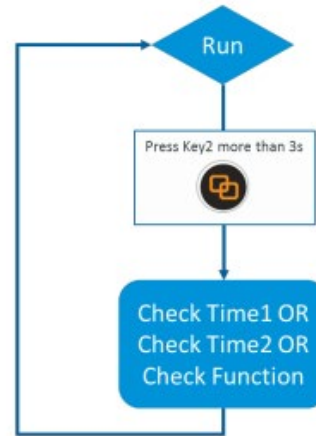 Run
Press Key2 more than 3s
Check Time1 OR
Check Time2 OR
Check Function